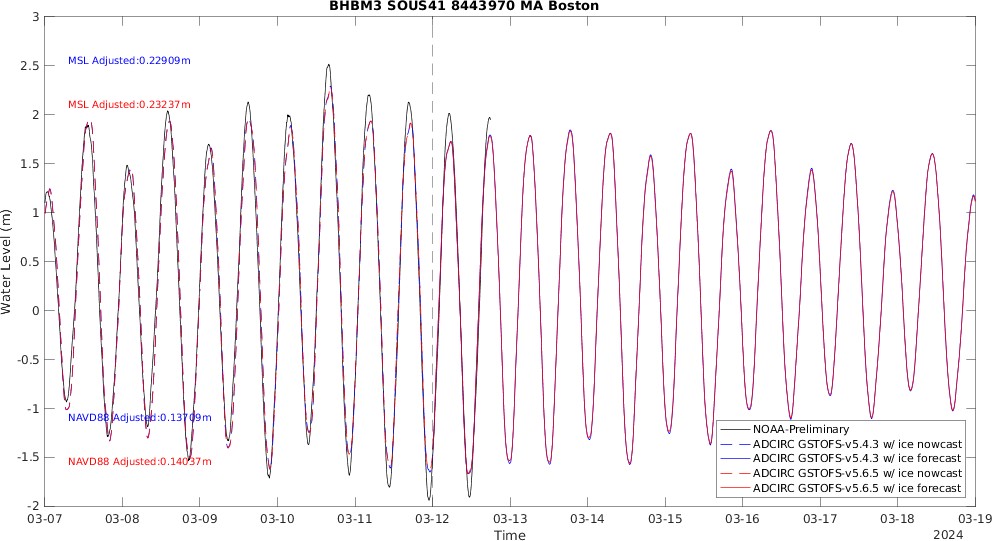 BHBM3 SOUS41 8443970 MA Boston
3
2.5
2
1.5
1
0.5
0
-0.5
-1
-1.5
-2
Water Level (m)
MSL Adjusted:0.22909m
MSL Adjusted:0.23237m
NAVD88 Adjusted:0.13709m
NAVD88 Adjusted:0.14037m
NOAA-Preliminary
ADCIRC GSTOFS-v5.4.3 w/ ice nowcast
ADCIRC GSTOFS-v5.4.3 w/ ice forecast
ADCIRC GSTOFS-v5.6.5 w/ ice nowcast
ADCIRC GSTOFS-v5.6.5 w/ ice forecast
03-07 03-08 03-09 03-10 03-11 03-12 03-13 03-14 03-15 03-16 03-17 03-18 03-19
Time
2024